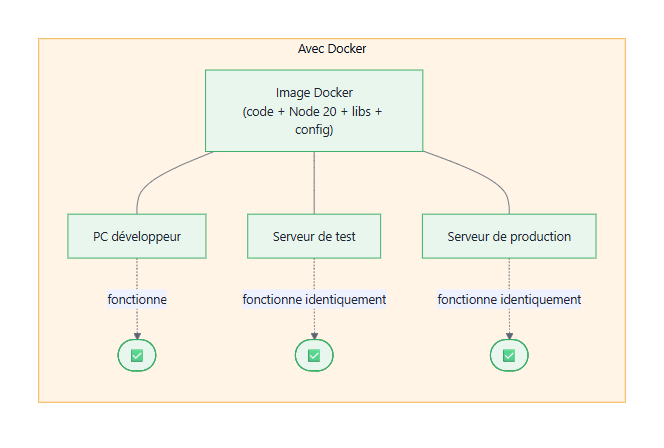 Avec Docker
Image Docker
(code + Node 20 + libs +
config)
PC développeur
Serveur de test
Serveur de production
fonctionne
fonctionne identiquement
fonctionne identiquement
✅
✅
✅